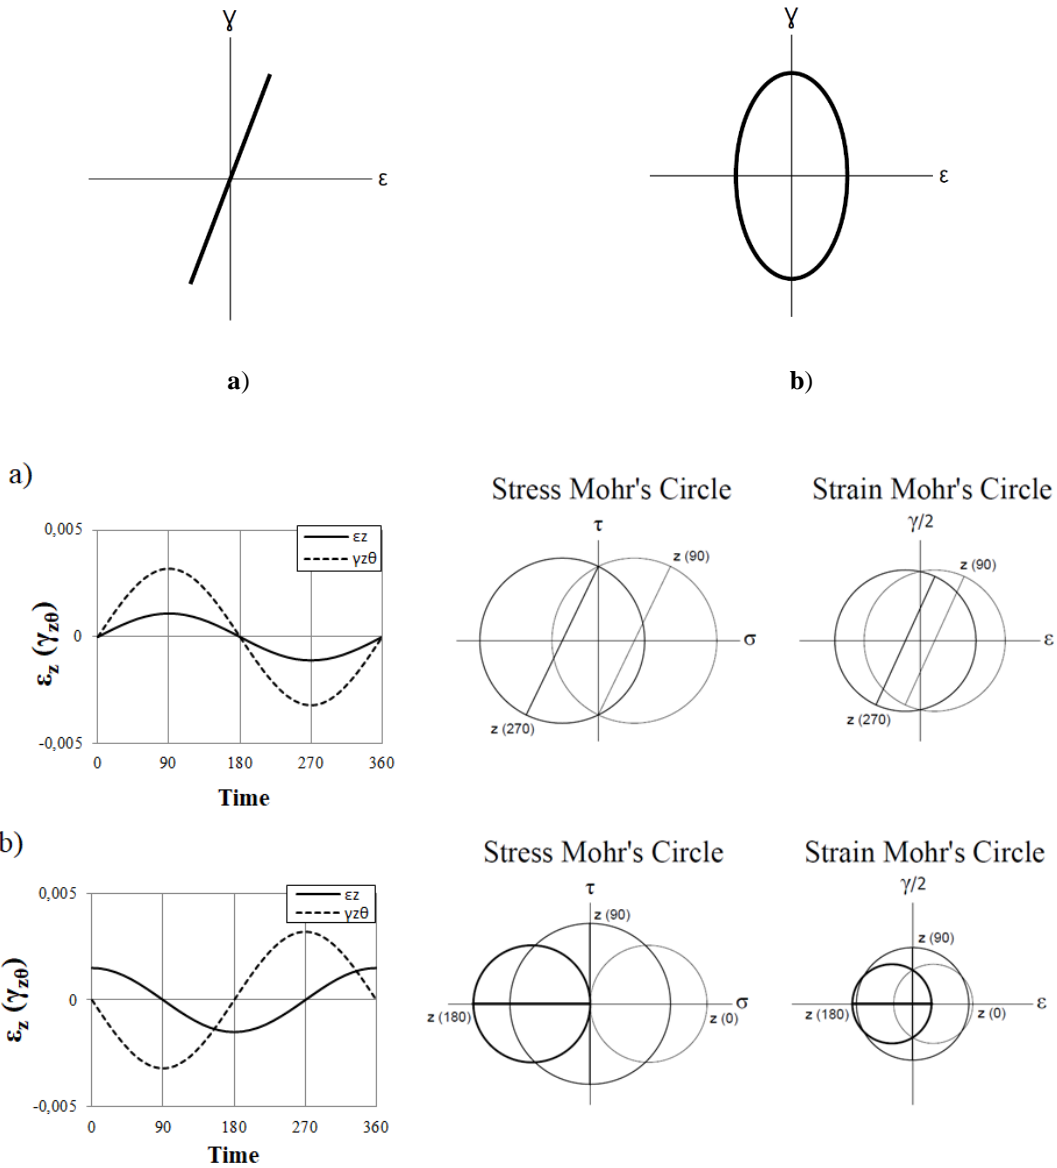 γ
γ
ε
ε
a)
b)
a)
Stress Mohr's Circle
Strain Mohr's Circle
τ
γ/2
0,005
εz
γzθ
z (90)
z (90)
εz (γzθ)
0
σ
ε
z (270)
z (270)
-0,005
0 90 180 270 360
Time
b)
Stress Mohr's Circle
Strain Mohr's Circle
τ
γ/2
0,005
εz
γzθ
z (90)
z (90)
εz (γzθ)
0
σ
ε
z (180)
z (0)
z (180)
z (0)
-0,005
0 90 180 270 360
Time